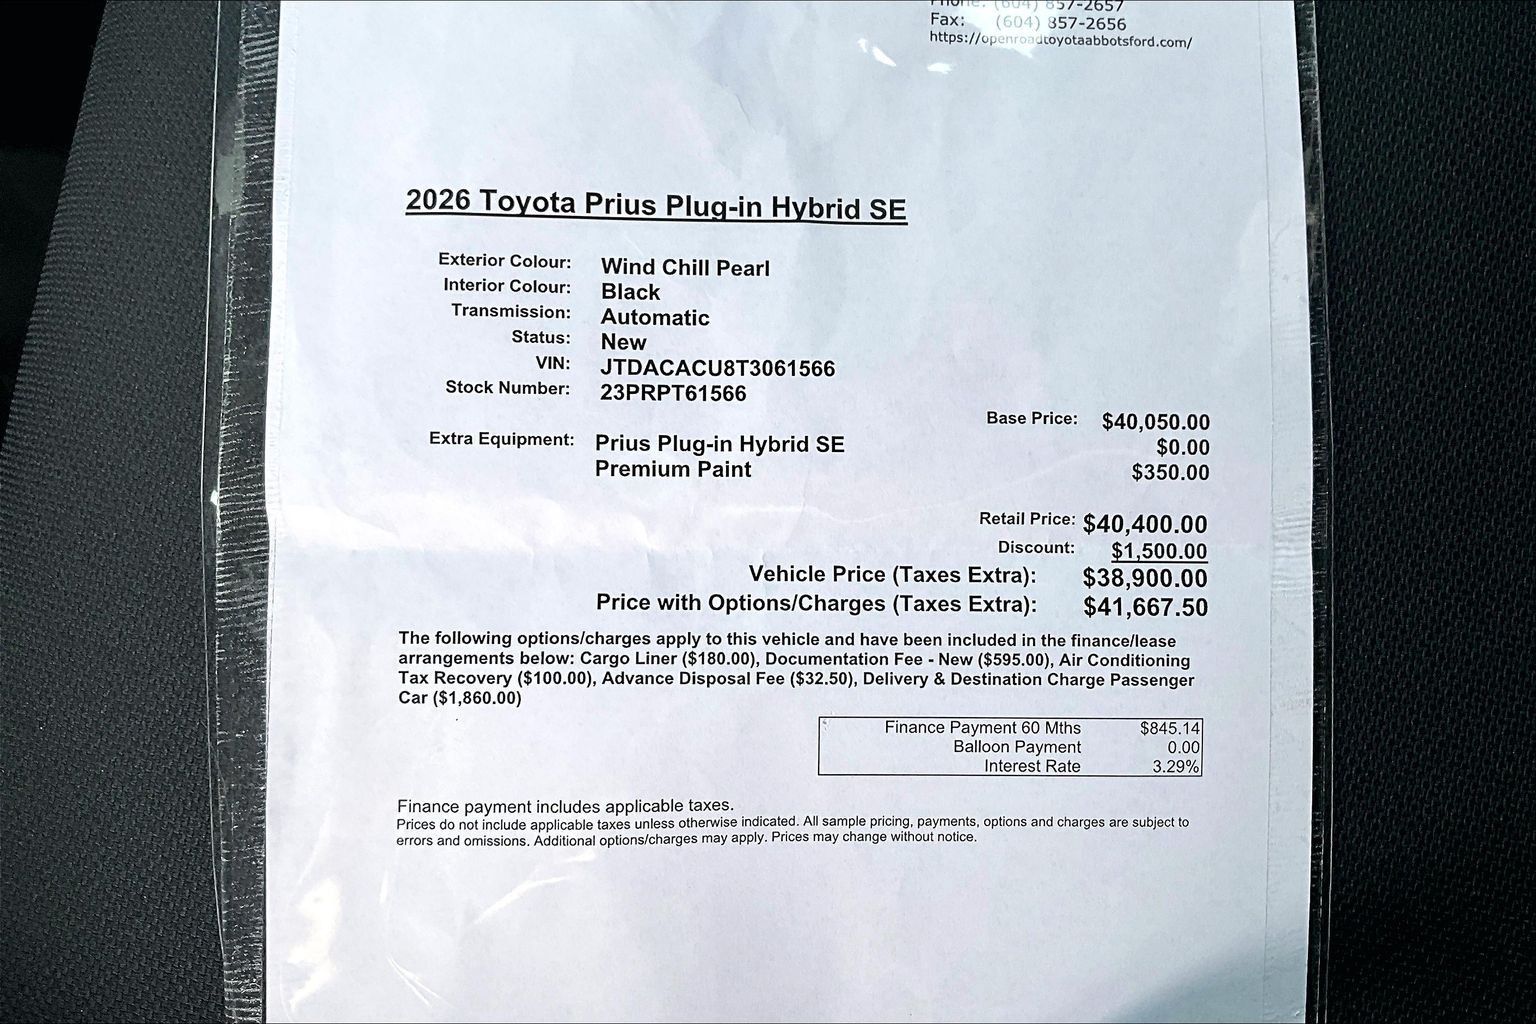 Phone: (604) 857-2657
Fax: (604) 857-2656
https://openroadtoyotaabbotsford.com/
2026 Toyota Prius Plug-in Hybrid SE
Exterior Colour: Wind Chill Pearl
Interior Colour: Black
Transmission: Automatic
Status: New
VIN: JTDACACU8T3061566
Stock Number: 23PRPT61566
Base Price: $40,050.00
Extra Equipment: Prius Plug-in Hybrid SE $0.00
Premium Paint $350.00
Retail Price: $40,400.00
Discount: $1,500.00
Vehicle Price (Taxes Extra): $38,900.00
Price with Options/Charges (Taxes Extra): $41,667.50
The following options/charges apply to this vehicle and have been included in the finance/lease
arrangements below: Cargo Liner ($180.00), Documentation Fee - New ($595.00), Air Conditioning
Tax Recovery ($100.00), Advance Disposal Fee ($32.50), Delivery & Destination Charge Passenger
Car ($1,860.00)
Finance Payment 60 Mths $845.14
Balloon Payment 0.00
Interest Rate 3.29%
Finance payment includes applicable taxes.
Prices do not include applicable taxes unless otherwise indicated. All sample pricing, payments, options and charges are subject to
errors and omissions. Additional options/charges may apply. Prices may change without notice.